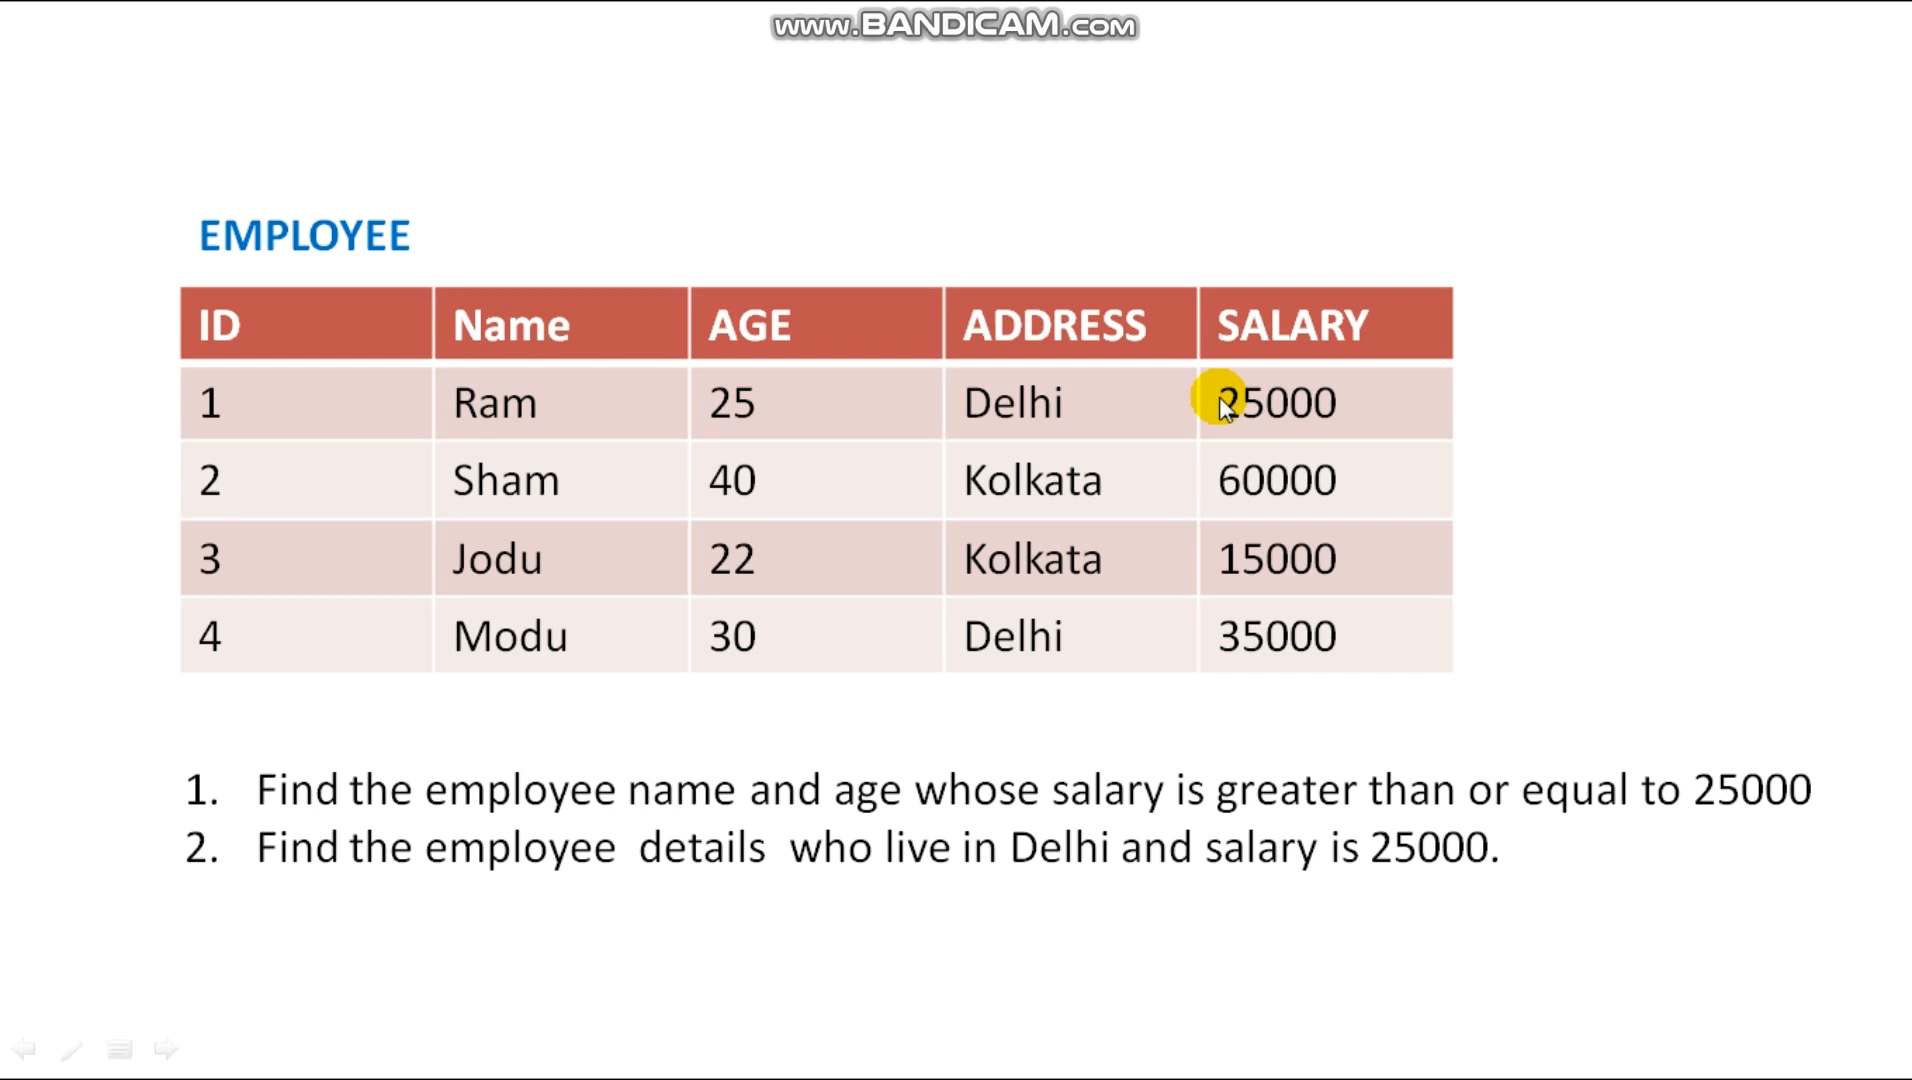 www.BANDICAM.com
EMPLOYEE
ID Name AGE ADDRESS SALARY
1 Ram 25 Delhi 25000
2 Sham 40 Kolkata 60000
3 Jodu 22 Kolkata 15000
4 Modu 30 Delhi 35000
1. Find the employee name and age whose salary is greater than or equal to 25000
2. Find the employee details who live in Delhi and salary is 25000.